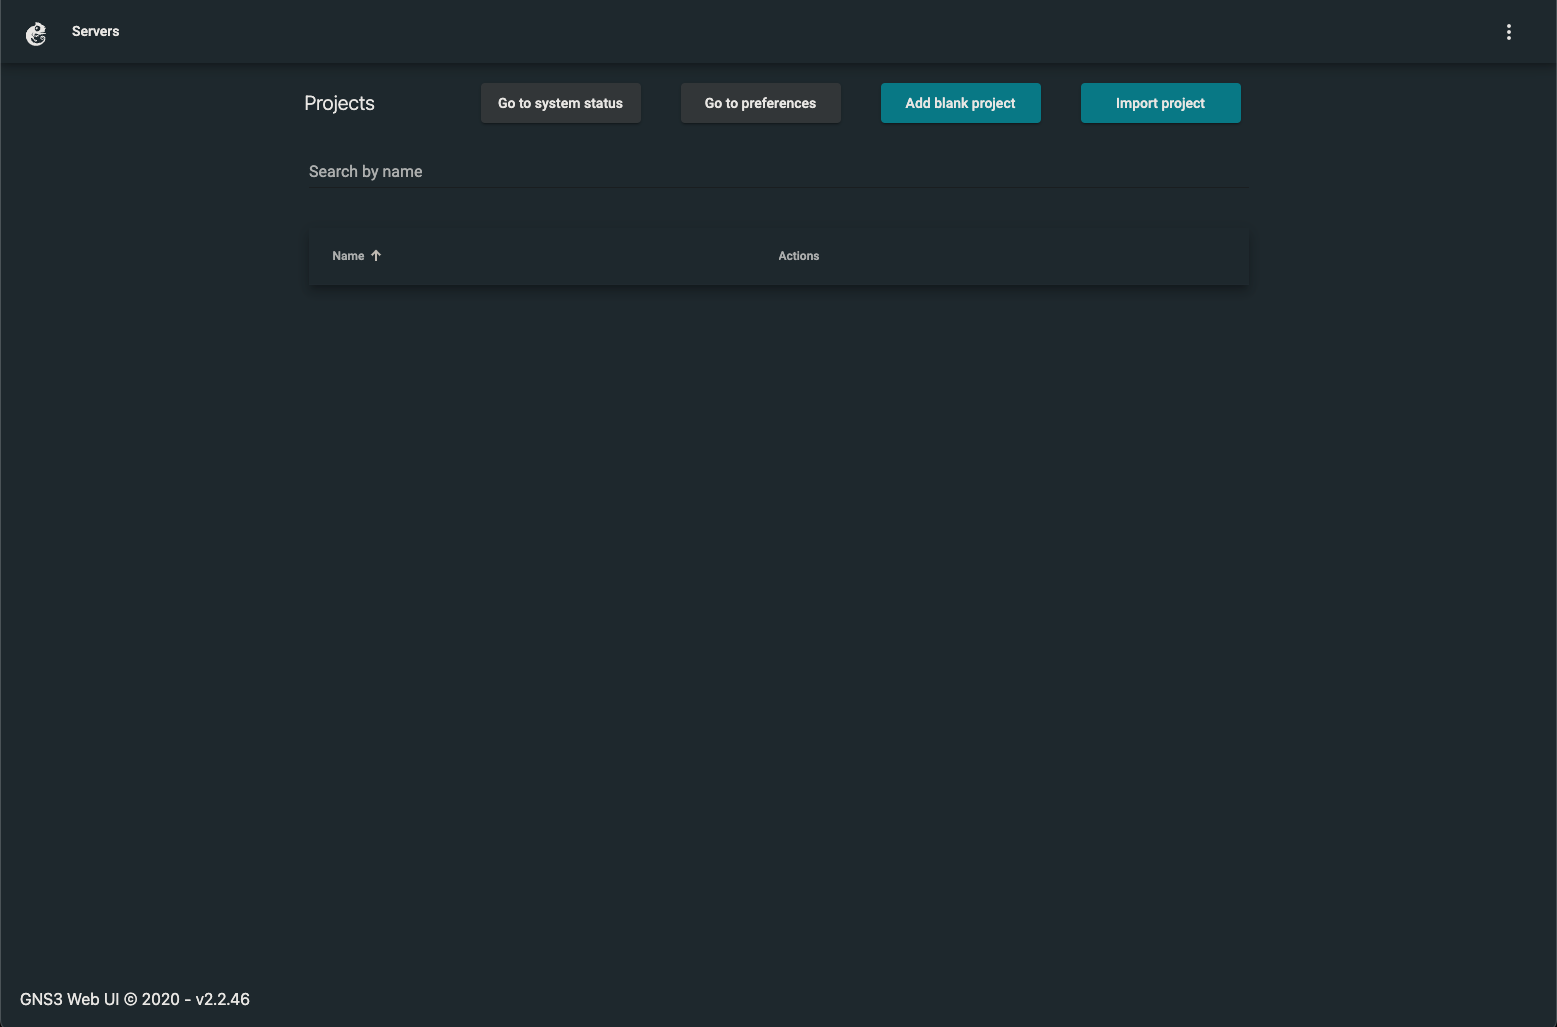 Servers
Projects
Go to system status
Go to preferences
Add blank project
Import project
Search by name
Name
Actions
GNS3 Web UI © 2020 - v2.2.46